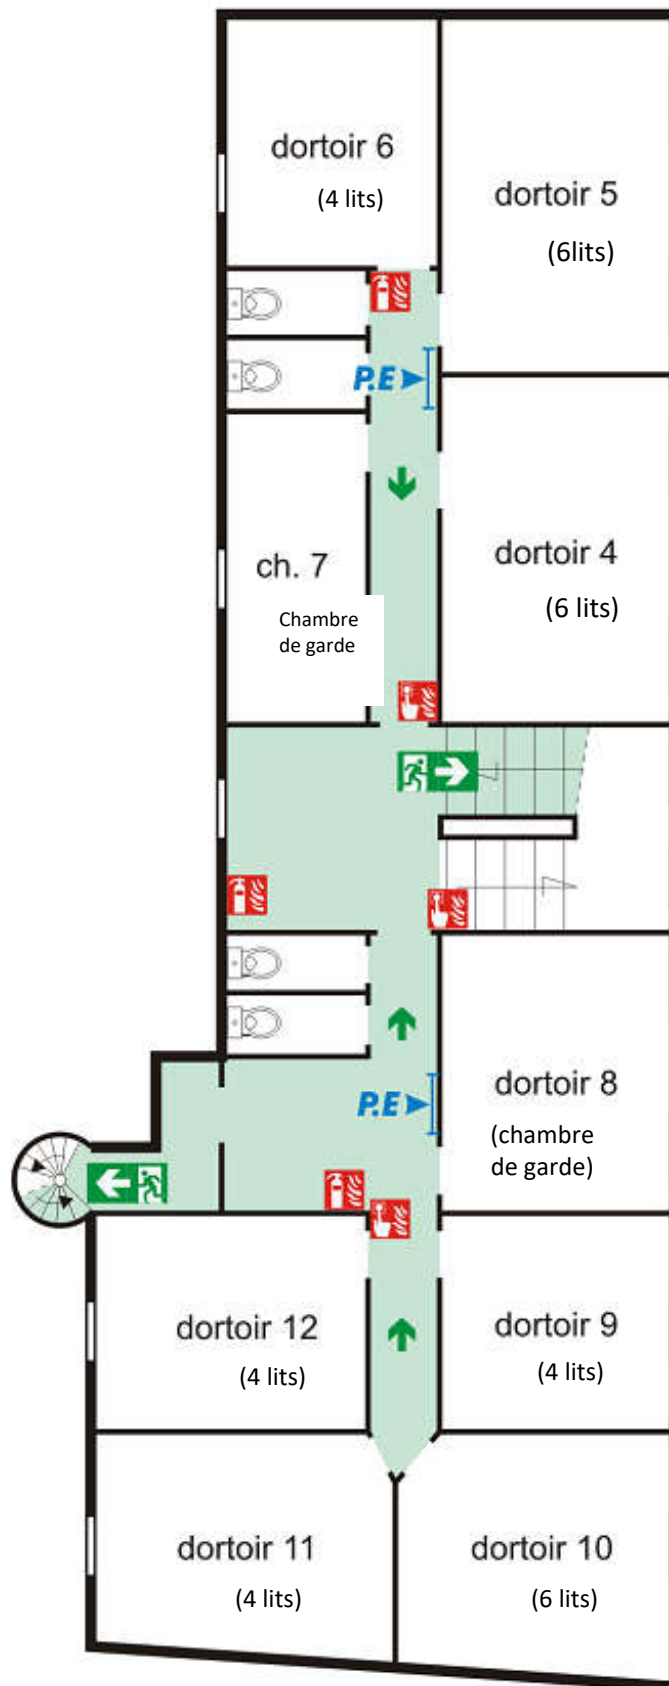 dortoir 6
(4 lits)
dortoir 5
(6lits)
P.E
ch. 7
Chambre
de garde
dortoir 4
(6 lits)
P.E
dortoir 8
(chambre
de garde)
dortoir 12
(4 lits)
dortoir 9
(4 lits)
dortoir 11
(4 lits)
dortoir 10
(6 lits)